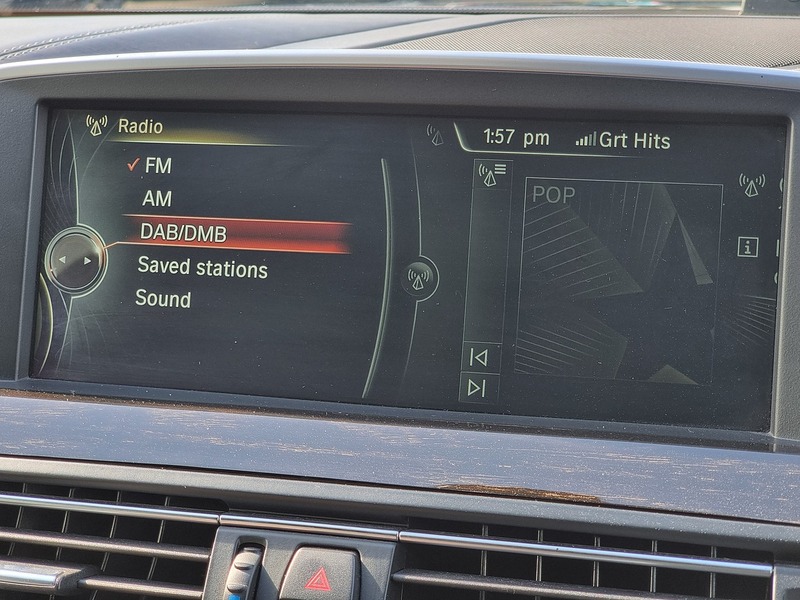 Radio
1:57 pm
Grt Hits
FM
AM
DAB/DMB
Saved stations
Sound
POP
i